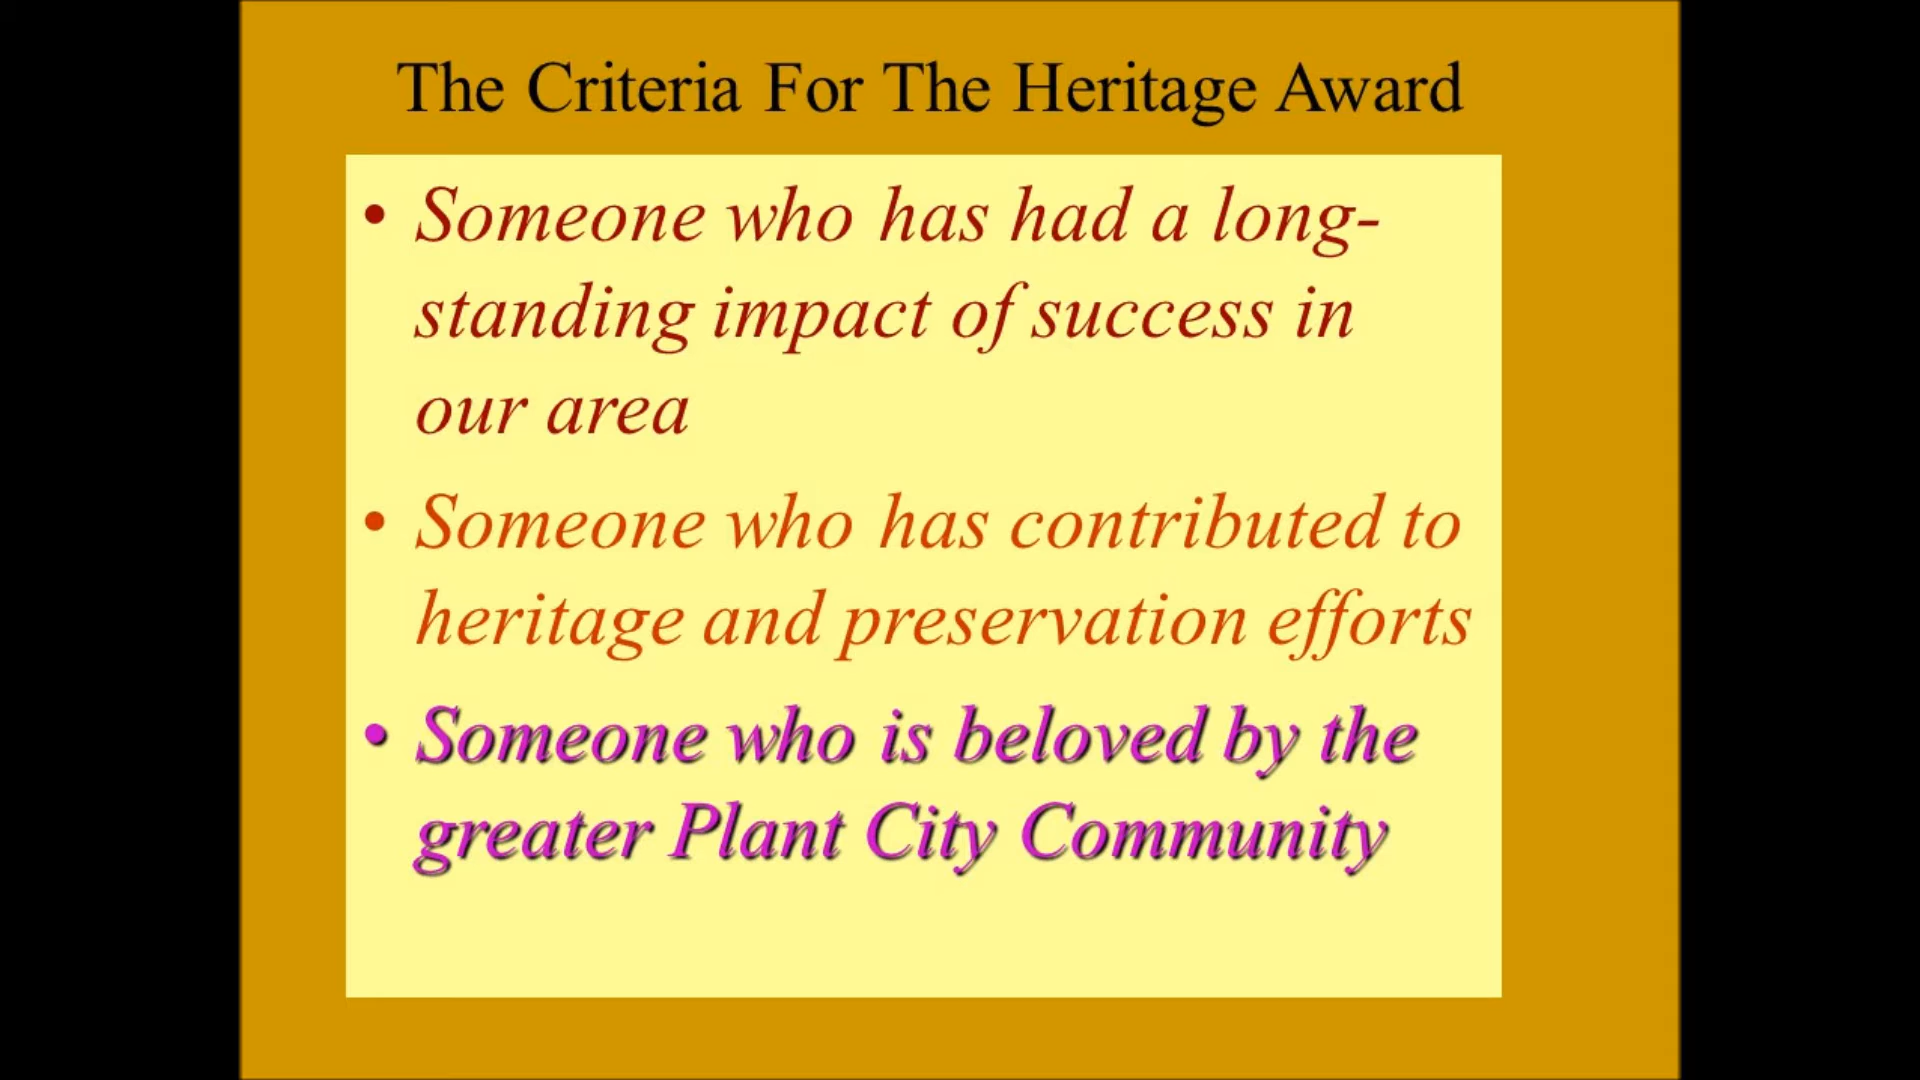 The Criteria For The Heritage Award
• Someone who has had a long-
standing impact of success in
our area
• Someone who has contributed to
heritage and preservation efforts
• Someone who is beloved by the
greater Plant City Community